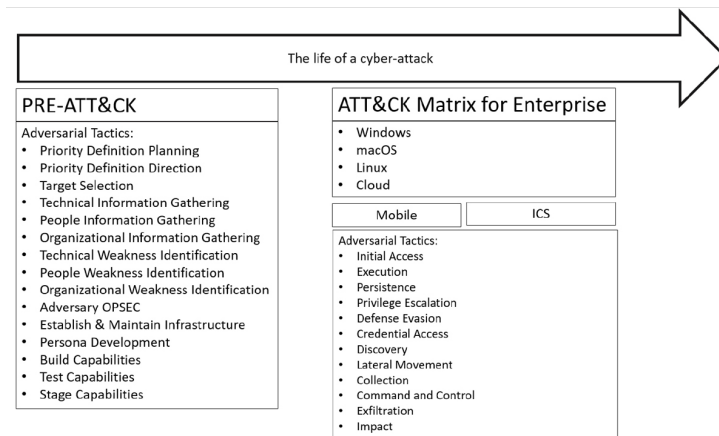 The life of a cyber-attack
PRE-ATT&CK
Adversarial Tactics:
• Priority Definition Planning
• Priority Definition Direction
• Target Selection
• Technical Information Gathering
• People Information Gathering
• Organizational Information Gathering
• Technical Weakness Identification
• People Weakness Identification
• Organizational Weakness Identification
• Adversary OPSEC
• Establish & Maintain Infrastructure
• Persona Development
• Build Capabilities
• Test Capabilities
• Stage Capabilities
ATT&CK Matrix for Enterprise
• Windows
• macOS
• Linux
• Cloud
Mobile
ICS
Adversarial Tactics:
• Initial Access
• Execution
• Persistence
• Privilege Escalation
• Defense Evasion
• Credential Access
• Discovery
• Lateral Movement
• Collection
• Command and Control
• Exfiltration
• Impact